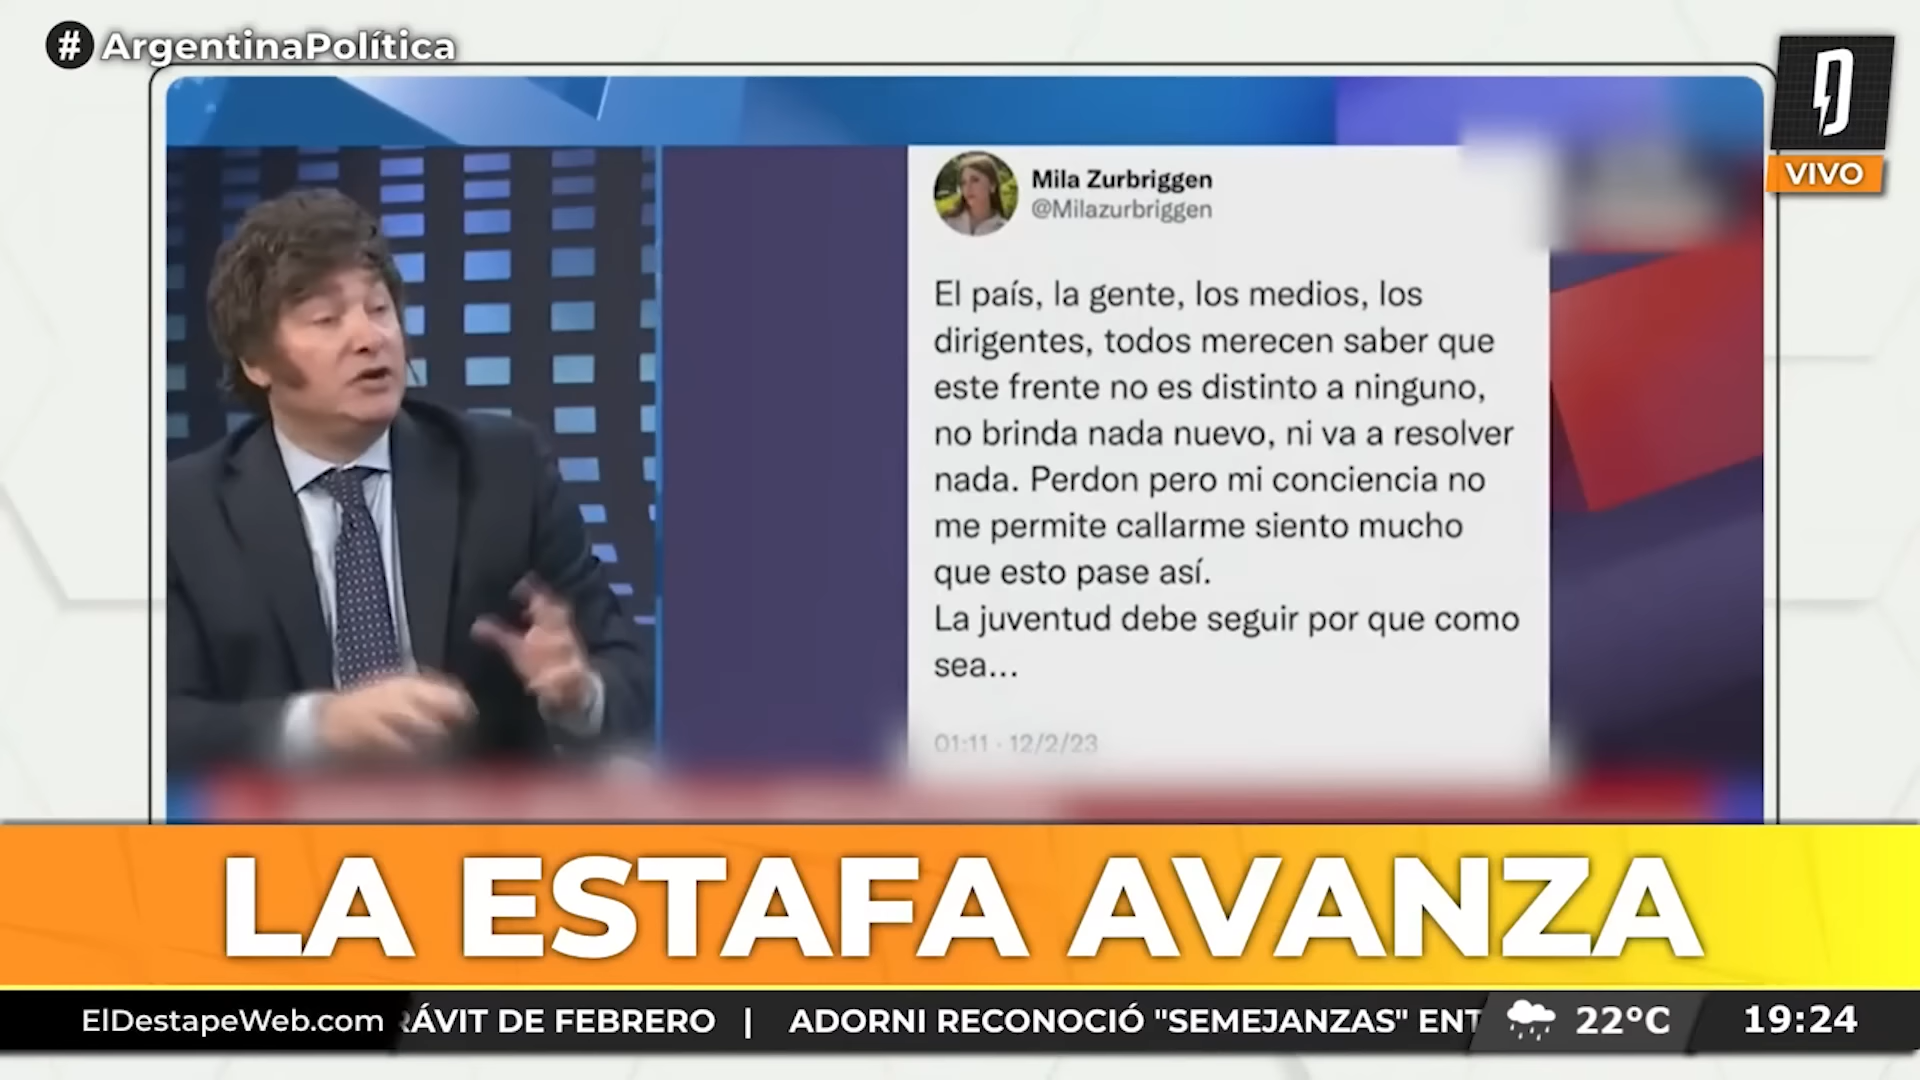 # ArgentinaPolítica
VIVO
Mila Zurbriggen
@Milazurbriggen
El país, la gente, los medios, los
dirigentes, todos merecen saber que
este frente no es distinto a ninguno,
no brinda nada nuevo, ni va a resolver
nada. Perdon pero mi conciencia no
me permite callarme siento mucho
que esto pase así.
La juventud debe seguir por que como
sea...
01:11 · 12/2/23
LA ESTAFA AVANZA
ElDestapeWeb.com RÁVIT DE FEBRERO | ADORNI RECONOCIÓ "SEMEJANZAS" ENT 22°C 19:24